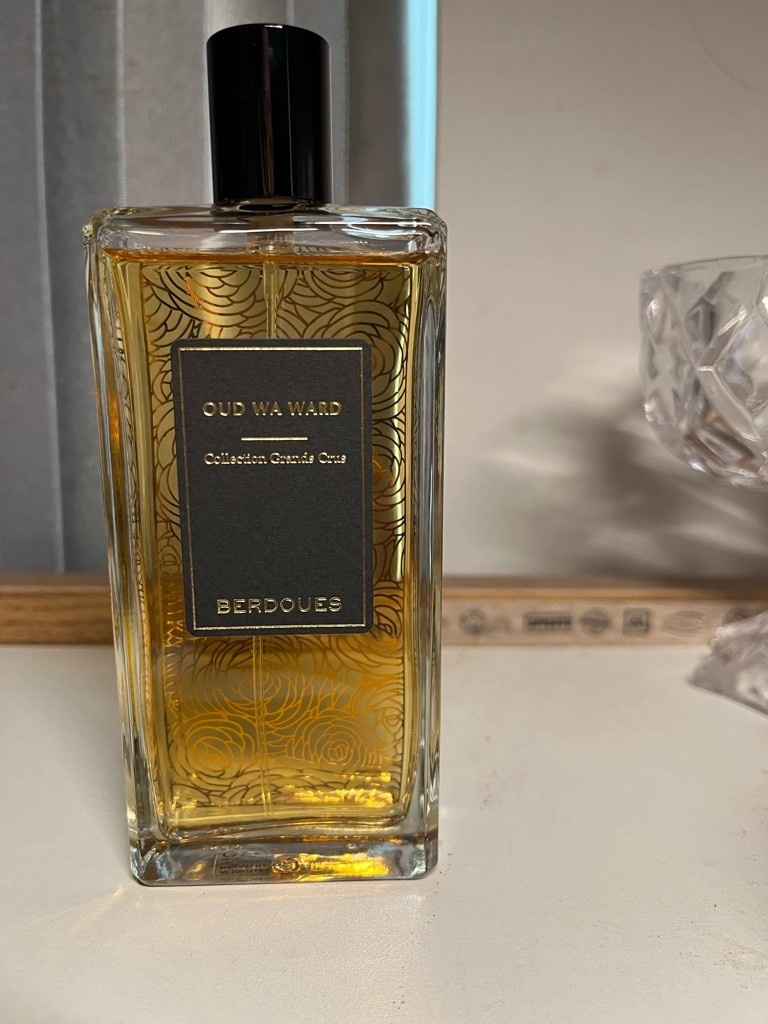 OUD WA WARD
Collection Grands Crus
BERDOUES